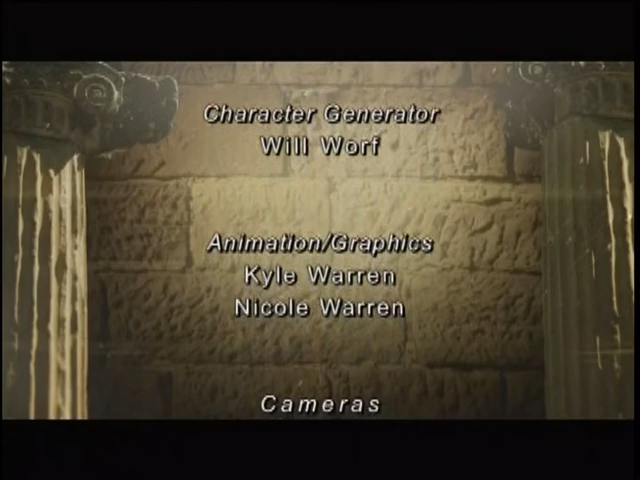 Character Generator
Will Worf
Animation/Graphics
Kyle Warren
Nicole Warren
Cameras